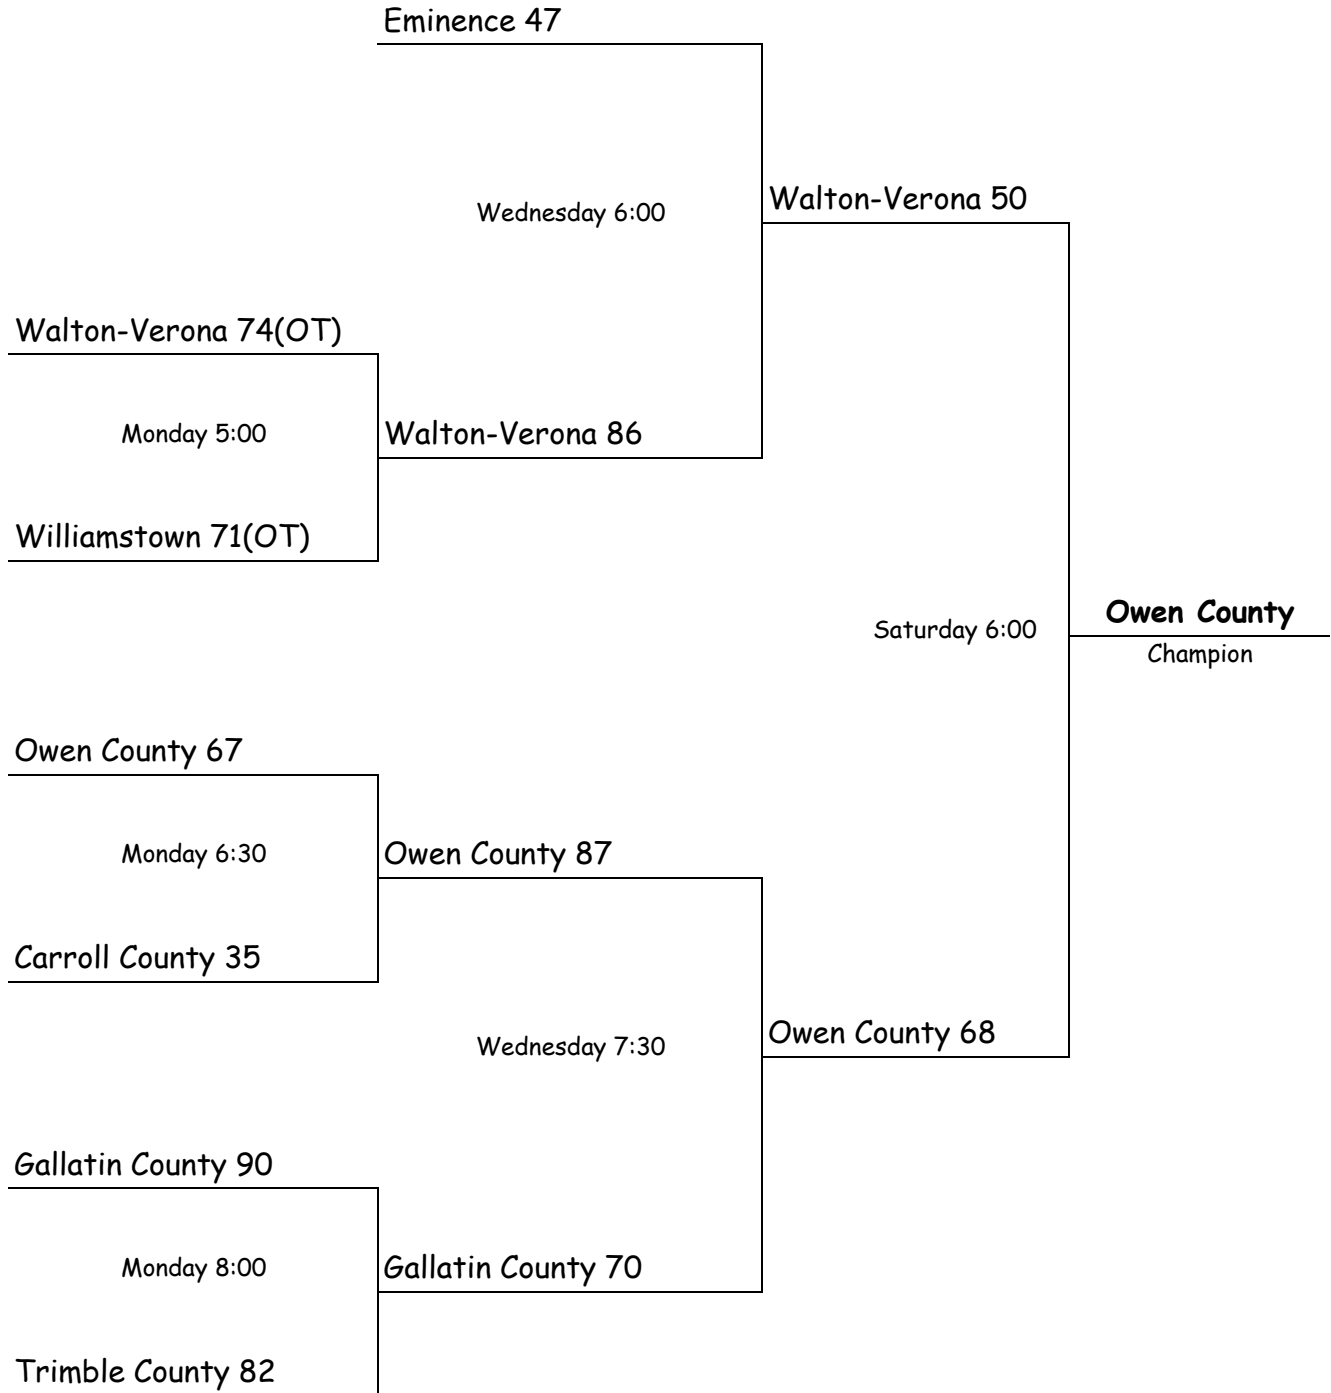 Eminence 47
Wednesday 6:00
Walton-Verona 50
Walton-Verona 74(OT)
Monday 5:00
Walton-Verona 86
Williamstown 71(OT)
Saturday 6:00
Owen County
Champion
Owen County 67
Monday 6:30
Owen County 87
Carroll County 35
Wednesday 7:30
Owen County 68
Gallatin County 90
Monday 8:00
Gallatin County 70
Trimble County 82